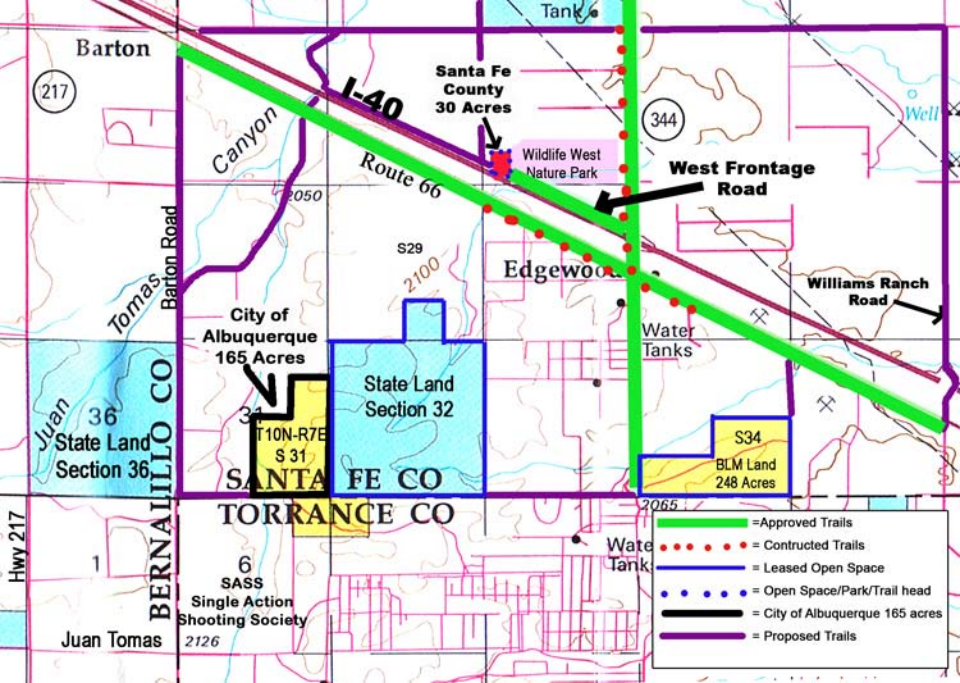 Tank
Barton
217
I-40
Santa Fe
County
30 Acres
344
Well
Canyon
Wildlife West
Nature Park
West Frontage
Road
Route 66
2050
Barton Road
S29
2100
Edgewood
Williams Ranch
Road
Tomas
City of
Albuquerque
165 Acres
Water
Tanks
State Land
Section 32
Juan
36
State Land
Section 36
31
T10N-R7E
S 31
S34
BLM Land
248 Acres
SANTA FE CO
BERNALILLO CO
TORRANCE CO
2065
Hwy 217
1
6
SASS
Single Action
Shooting Society
Wate
Tank
Juan Tomas
2126
=Approved Trails
= Contructed Trails
= Leased Open Space
= Open Space/Park/Trail head
= City of Albuquerque 165 acres
= Proposed Trails